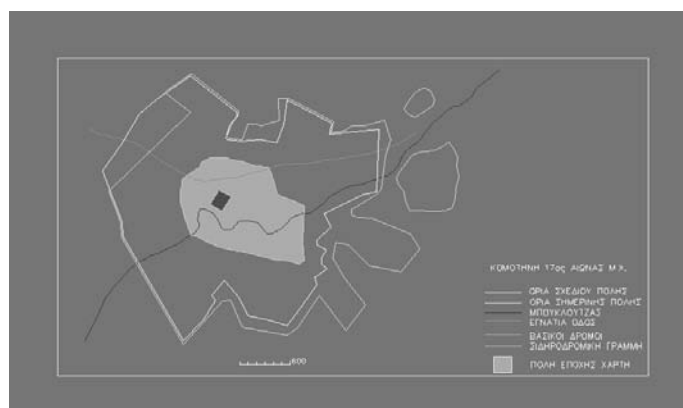 ΚΟΜΟΤΗΝΗ 17ος ΑΙΩΝΑΣ Μ.Χ.
ΟΡΙΑ ΣΧΕΔΙΟΥ ΠΟΛΗΣ
ΟΡΙΑ ΣΗΜΕΡΙΝΗΣ ΠΟΛΗΣ
ΜΠΟΥΚΛΟΥΤΖΑΣ
ΕΓΝΑΤΙΑ ΟΔΟΣ
ΒΑΣΙΚΟΙ ΔΡΟΜΟΙ
ΣΙΔΗΡΟΔΡΟΜΙΚΗ ΓΡΑΜΜΗ
600
ΠΟΛΗ ΕΠΟΧΗΣ ΧΑΡΤΗ